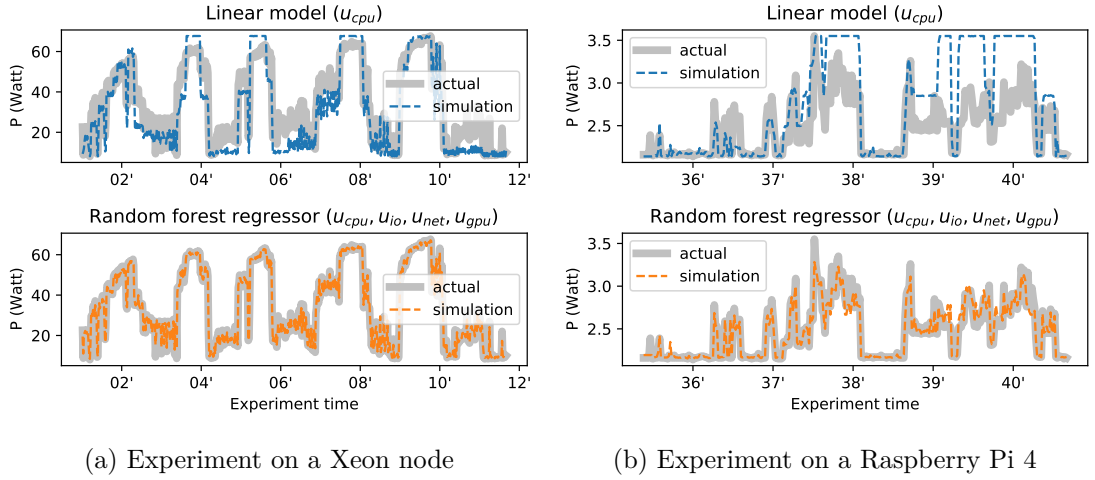 Linear model (u_cpu)
P (Watt)
60
40
20
actual
simulation
02' 04' 06' 08' 10' 12'
Random forest regressor (u_cpu, u_io, u_net, u_gpu)
P (Watt)
60
40
20
actual
simulation
02' 04' 06' 08' 10' 12'
Experiment time
(a) Experiment on a Xeon node
Linear model (u_cpu)
P (Watt)
3.5
3.0
2.5
actual
simulation
36' 37' 38' 39' 40'
Random forest regressor (u_cpu, u_io, u_net, u_gpu)
P (Watt)
3.5
3.0
2.5
actual
simulation
36' 37' 38' 39' 40'
Experiment time
(b) Experiment on a Raspberry Pi 4